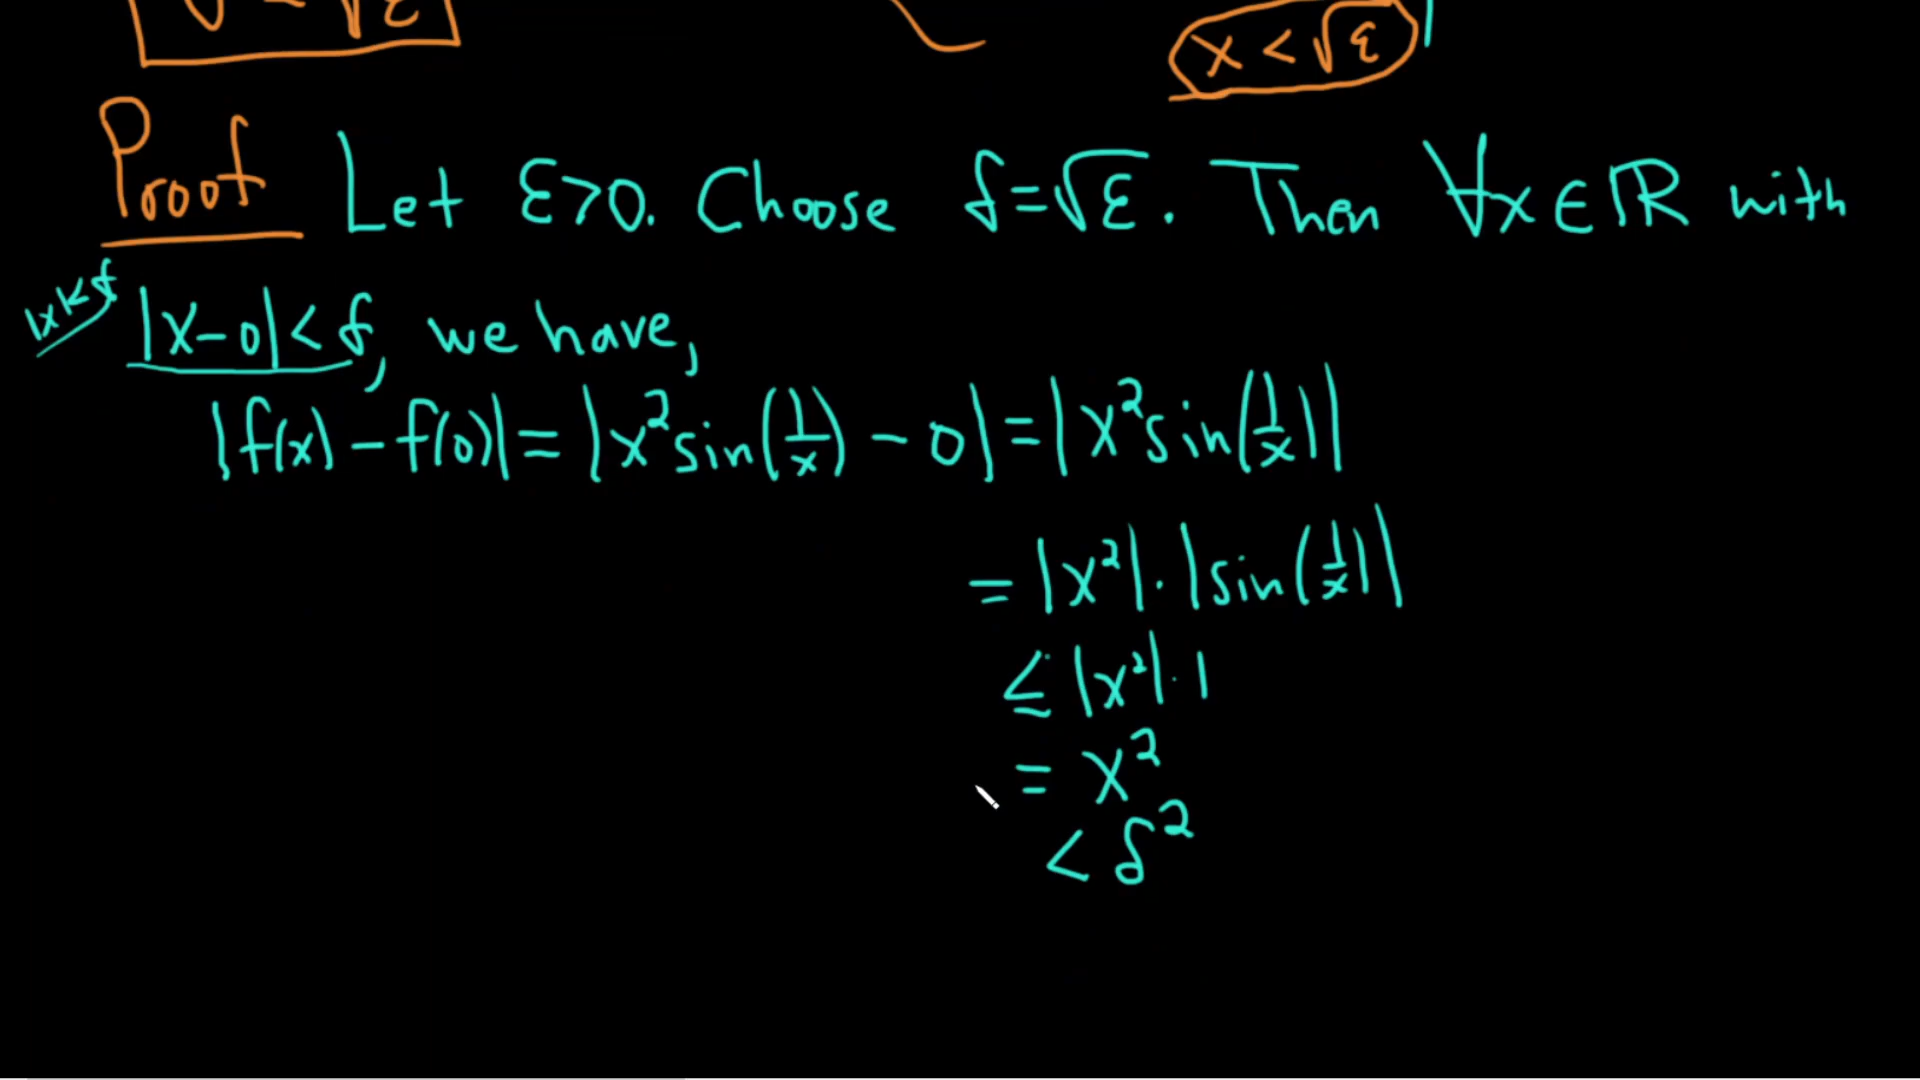 δ = √ε
x < √ε
Proof Let ε>0. Choose δ=√ε. Then ∀x∈ℝ with
|x|<δ |x-0|<δ, we have,
|f(x) - f(0)| = |x²sin(1/x) - 0| = |x²sin(1/x)|
= |x²|·|sin(1/x)|
≤ |x²|·1
= x²
< δ²